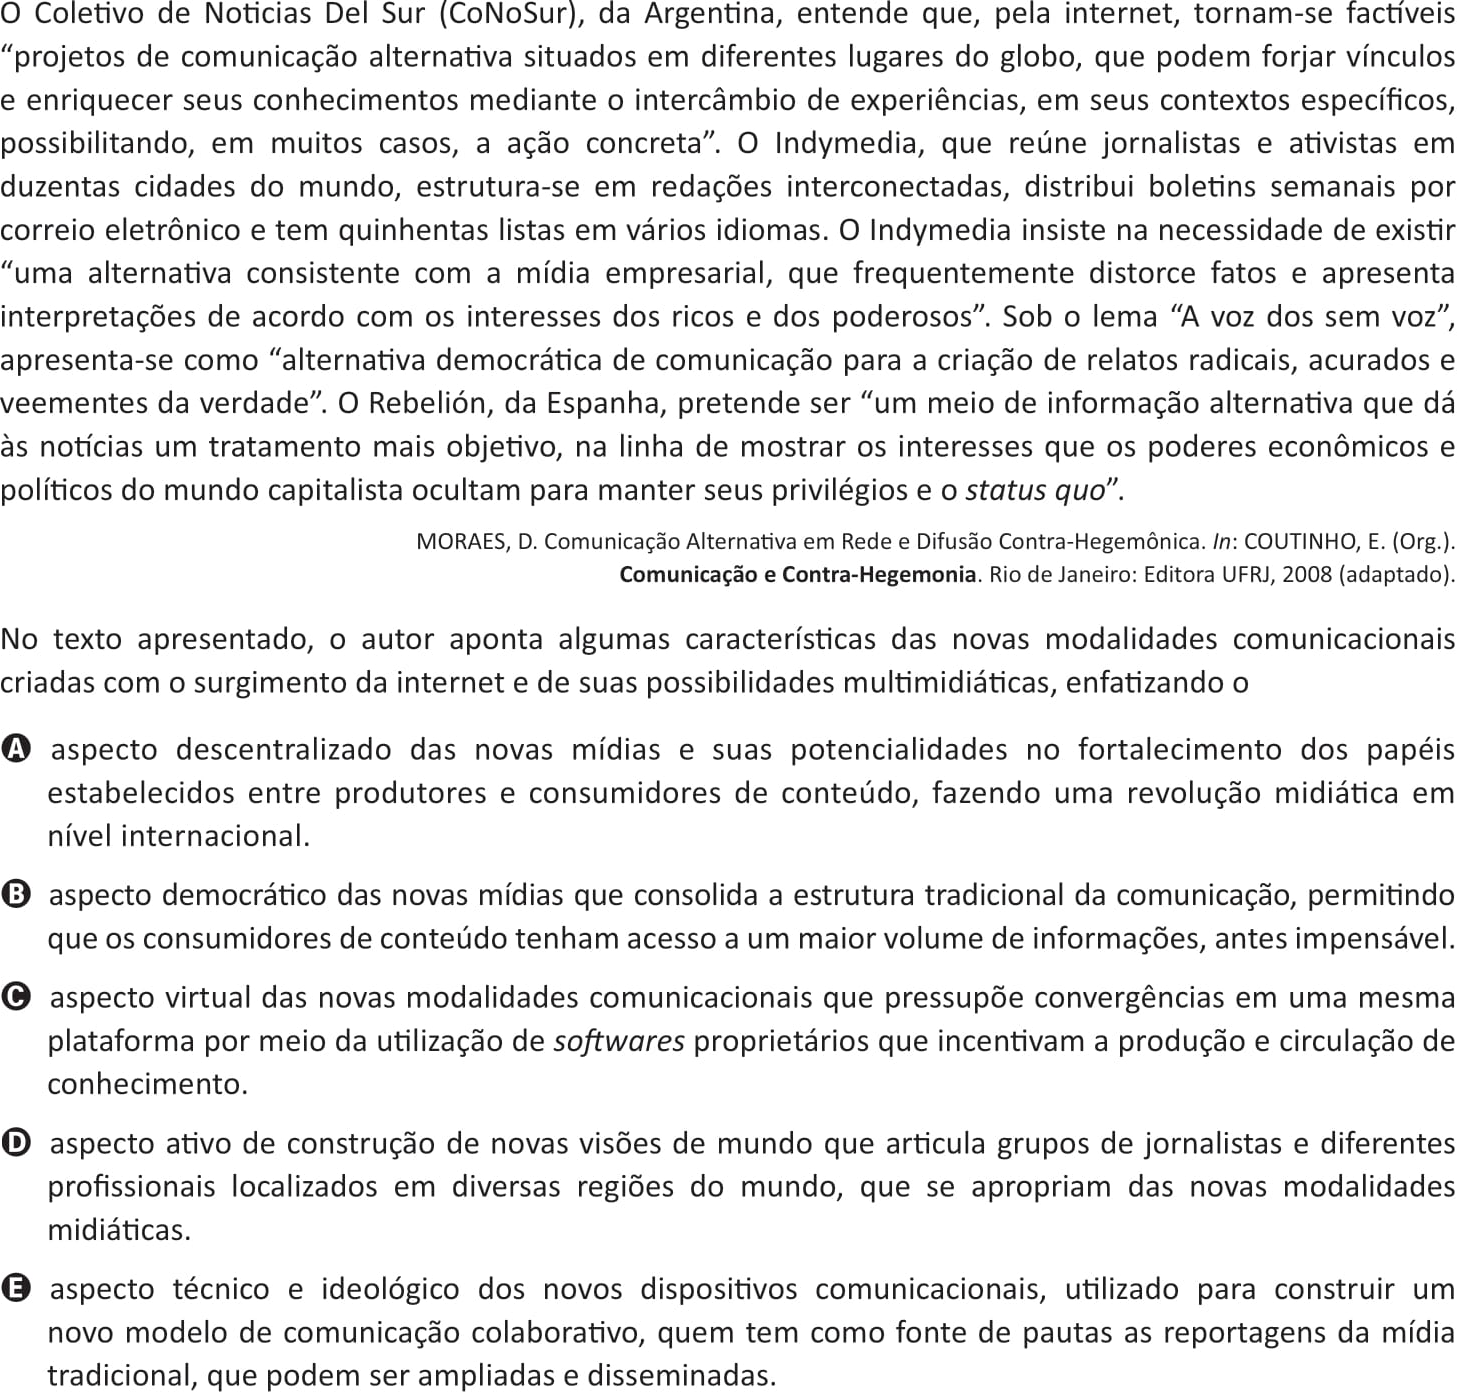 O Coletivo de Noticias Del Sur (CoNoSur), da Argentina, entende que, pela internet, tornam-se factíveis
“projetos de comunicação alternativa situados em diferentes lugares do globo, que podem forjar vínculos
e enriquecer seus conhecimentos mediante o intercâmbio de experiências, em seus contextos específicos,
possibilitando, em muitos casos, a ação concreta”. O Indymedia, que reúne jornalistas e ativistas em
duzentas cidades do mundo, estrutura-se em redações interconectadas, distribui boletins semanais por
correio eletrônico e tem quinhentas listas em vários idiomas. O Indymedia insiste na necessidade de existir
“uma alternativa consistente com a mídia empresarial, que frequentemente distorce fatos e apresenta
interpretações de acordo com os interesses dos ricos e dos poderosos”. Sob o lema “A voz dos sem voz”,
apresenta-se como “alternativa democrática de comunicação para a criação de relatos radicais, acurados e
veementes da verdade”. O Rebelión, da Espanha, pretende ser “um meio de informação alternativa que dá
às notícias um tratamento mais objetivo, na linha de mostrar os interesses que os poderes econômicos e
políticos do mundo capitalista ocultam para manter seus privilégios e o status quo”.
MORAES, D. Comunicação Alternativa em Rede e Difusão Contra-Hegemônica. In: COUTINHO, E. (Org.).
Comunicação e Contra-Hegemonia. Rio de Janeiro: Editora UFRJ, 2008 (adaptado).
No texto apresentado, o autor aponta algumas características das novas modalidades comunicacionais
criadas com o surgimento da internet e de suas possibilidades multimidiáticas, enfatizando o
A aspecto descentralizado das novas mídias e suas potencialidades no fortalecimento dos papéis
estabelecidos entre produtores e consumidores de conteúdo, fazendo uma revolução midiática em
nível internacional.
B aspecto democrático das novas mídias que consolida a estrutura tradicional da comunicação, permitindo
que os consumidores de conteúdo tenham acesso a um maior volume de informações, antes impensável.
C aspecto virtual das novas modalidades comunicacionais que pressupõe convergências em uma mesma
plataforma por meio da utilização de softwares proprietários que incentivam a produção e circulação de
conhecimento.
D aspecto ativo de construção de novas visões de mundo que articula grupos de jornalistas e diferentes
profissionais localizados em diversas regiões do mundo, que se apropriam das novas modalidades
midiáticas.
E aspecto técnico e ideológico dos novos dispositivos comunicacionais, utilizado para construir um
novo modelo de comunicação colaborativo, quem tem como fonte de pautas as reportagens da mídia
tradicional, que podem ser ampliadas e disseminadas.